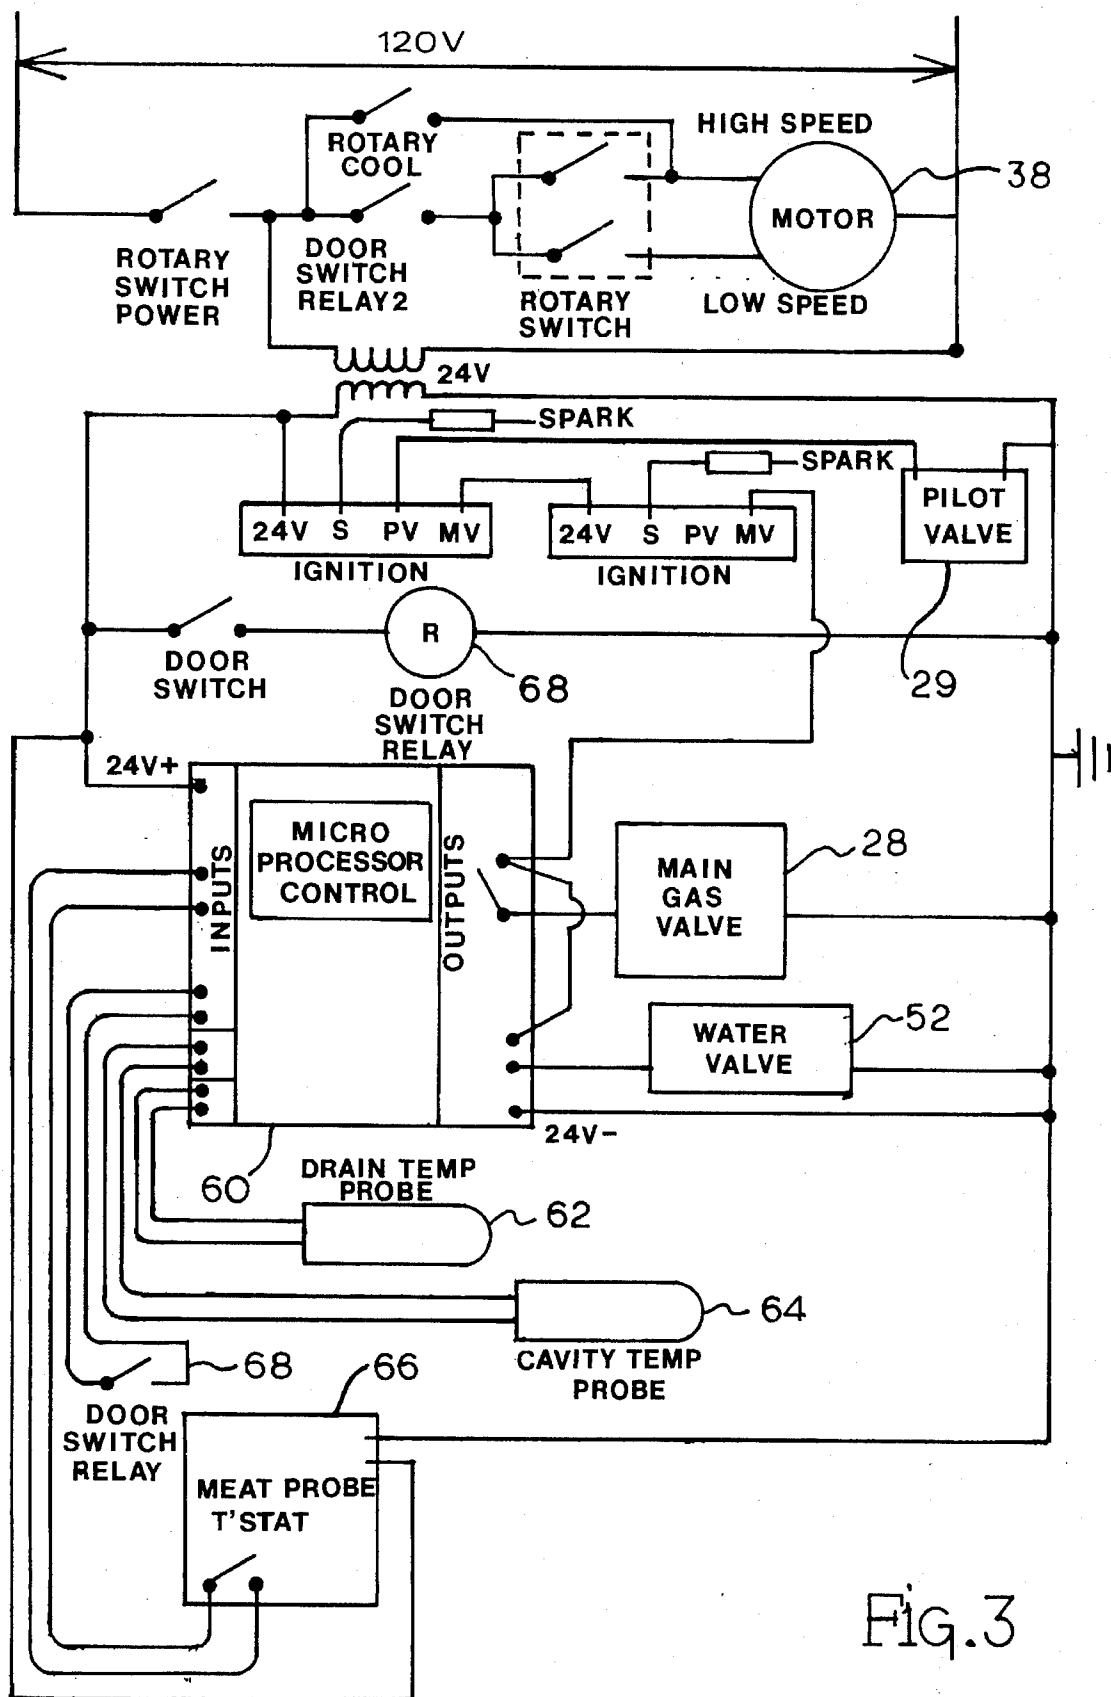 120V
HIGH SPEED
ROTARY
COOL
38
MOTOR
ROTARY
SWITCH
POWER
DOOR
SWITCH
RELAY2
ROTARY
SWITCH
LOW SPEED
24V
SPARK
SPARK
24V S PV MV
IGNITION
24V S PV MV
IGNITION
PILOT
VALVE
29
DOOR
SWITCH
R
68
DOOR
SWITCH
RELAY
24V+
INPUTS
MICRO
PROCESSOR
CONTROL
OUTPUTS
MAIN
GAS
VALVE
28
WATER
VALVE
52
24V-
60
DRAIN TEMP
PROBE
62
64
CAVITY TEMP
PROBE
68
66
DOOR
SWITCH
RELAY
MEAT PROBE
T'STAT
Fig.3